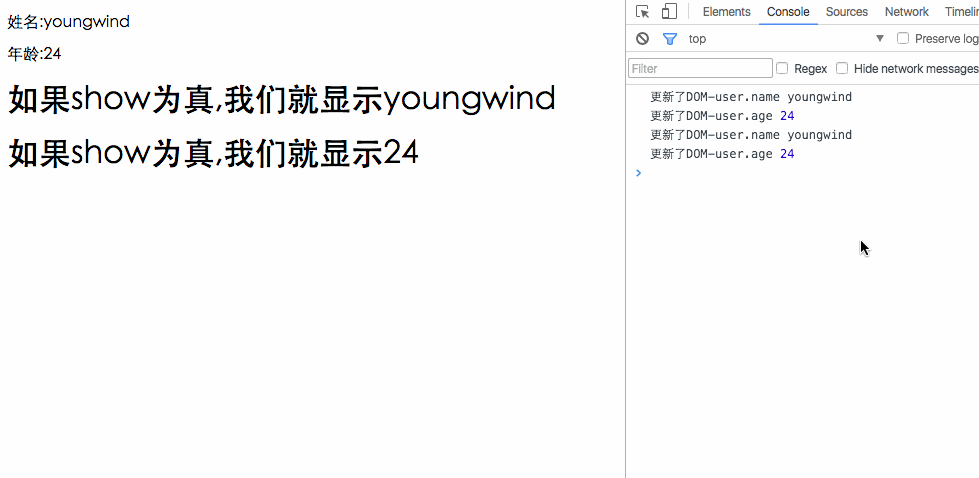 姓名:youngwind
年龄:24
如果show为真,我们就显示youngwind
如果show为真,我们就显示24
Elements Console Sources Network Timelin
top Preserve log
Filter Regex Hide network messages
更新了DOM-user.name youngwind
更新了DOM-user.age 24
更新了DOM-user.name youngwind
更新了DOM-user.age 24